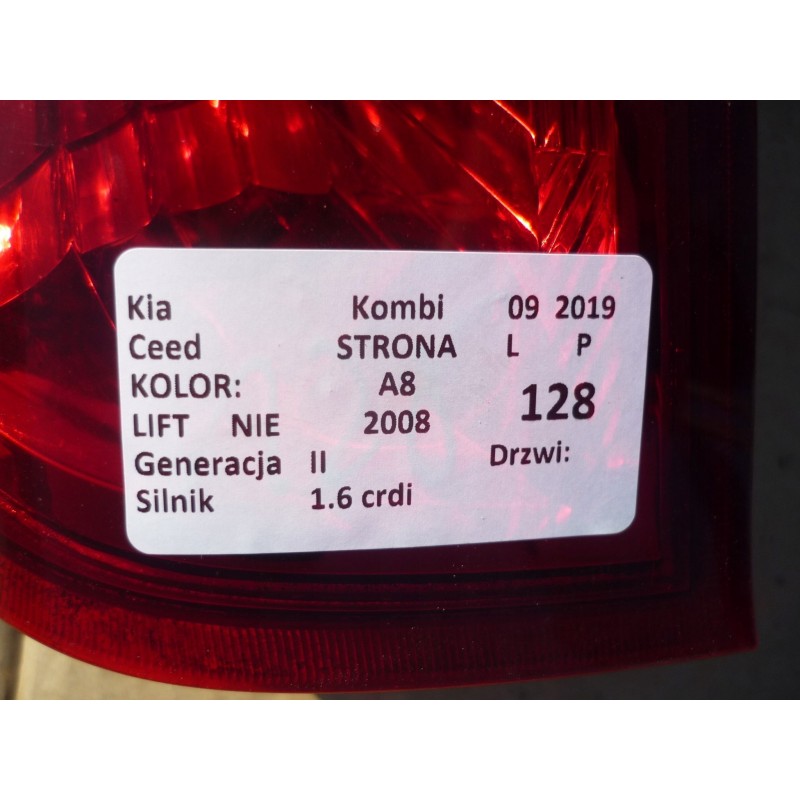 Kia Kombi 09 2019
Ceed STRONA L P
KOLOR: A8 128
LIFT NIE 2008
Generacja II Drzwi:
Silnik 1.6 crdi